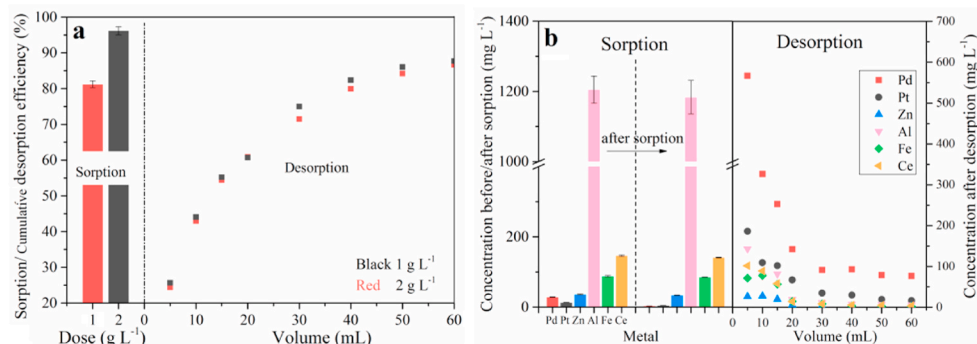 a
Sorption/ Cumulative desorption efficiency (%)
100
90
80
70
60
50
40
30
20
Sorption
Desorption
Black 1 g L⁻¹
Red 2 g L⁻¹
1 2 0 10 20 30 40 50 60
Dose (g L⁻¹) Volume (mL)
b
Concentration before/after sorption (mg L⁻¹)
1400
1200
1000
200
0
Sorption
after sorption
Pd Pt Zn Al Fe Ce
Metal
Desorption
Pd
Pt
Zn
Al
Fe
Ce
0 10 20 30 40 50 60
Volume (mL)
700
600
500
400
350
300
250
200
150
100
50
0
Concentration after desorption (mg L⁻¹)